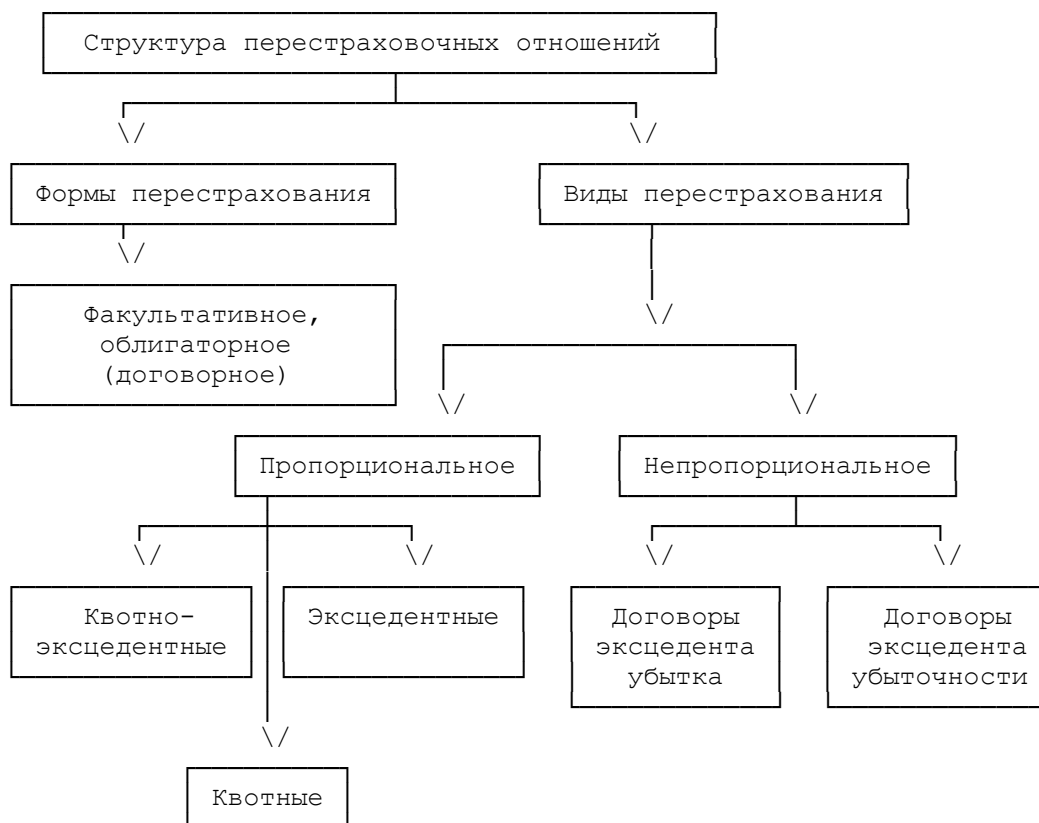 Структура перестраховочных отношений
Формы перестрахования
Виды перестрахования
Факультативное,
облигаторное
(договорное)
Пропорциональное
Непропорциональное
Квотно-
эксцедентные
Эксцедентные
Договоры
эксцедента
убытка
Договоры
эксцедента
убыточности
Квотные